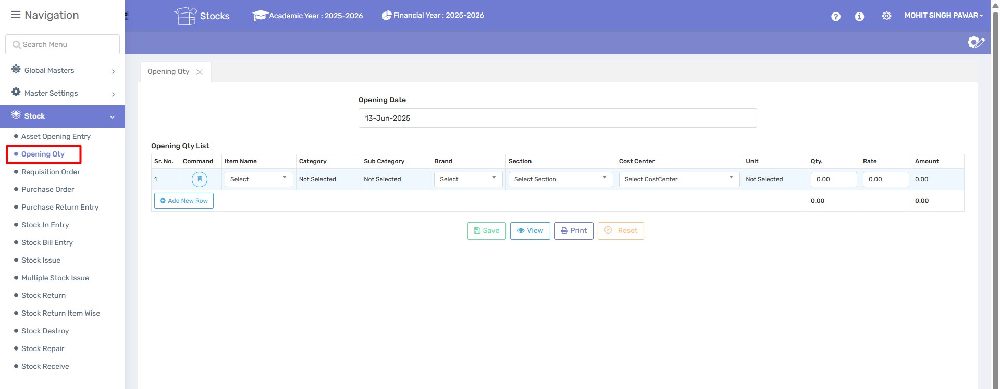 Navigation
Stocks
Academic Year : 2025-2026
Financial Year : 2025-2026
MOHIT SINGH PAWAR
Search Menu
Global Masters
Master Settings
Stock
Asset Opening Entry
Opening Qty
Requisition Order
Purchase Order
Purchase Return Entry
Stock In Entry
Stock Bill Entry
Stock Issue
Multiple Stock Issue
Stock Return
Stock Return Item Wise
Stock Destroy
Stock Repair
Stock Receive
Opening Qty
Opening Date
13-Jun-2025
Opening Qty List
Sr. No. Command Item Name Category Sub Category Brand Section Cost Center Unit Qty. Rate Amount
1 Select Not Selected Not Selected Select Select Section Select CostCenter Not Selected 0.00 0.00 0.00
Add New Row 0.00 0.00
Save View Print Reset